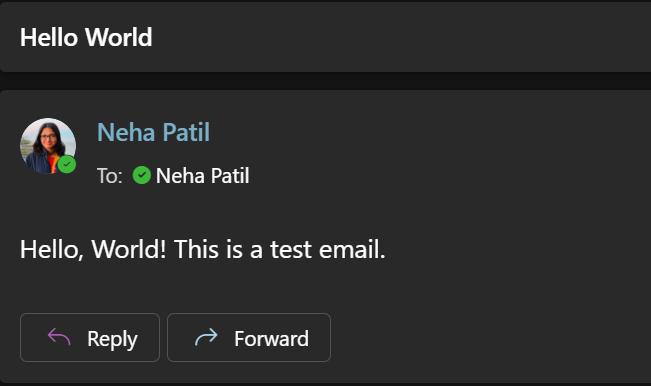 Hello World
Neha Patil
To: Neha Patil
Hello, World! This is a test email.
Reply Forward